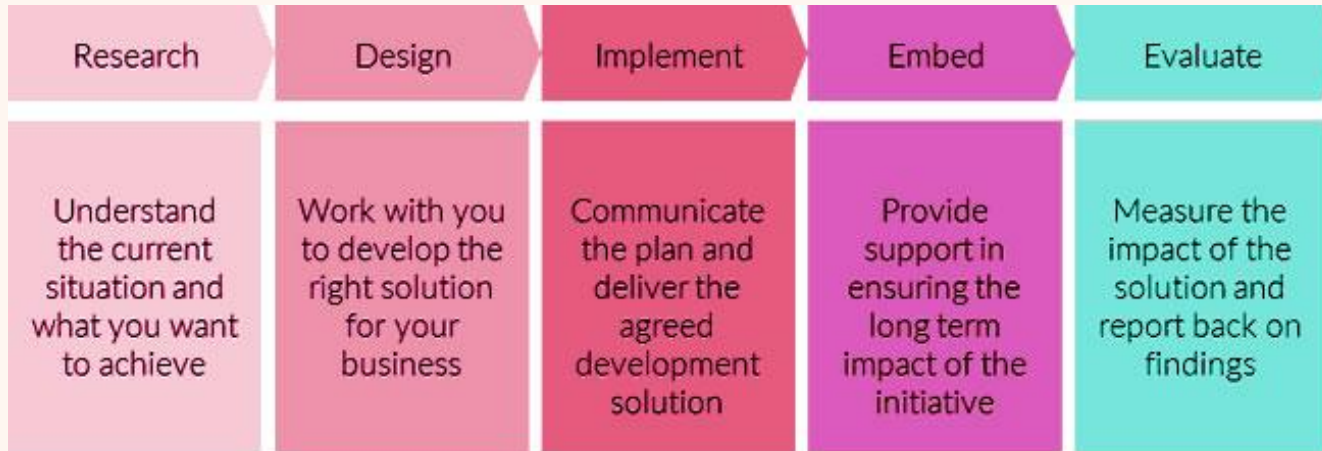 Research
Design
Implement
Embed
Evaluate
Understand
the current
situation and
what you want
to achieve
Work with you
to develop the
right solution
for your
business
Communicate
the plan and
deliver the
agreed
development
solution
Provide
support in
ensuring the
long term
impact of the
initiative
Measure the
impact of the
solution and
report back on
findings